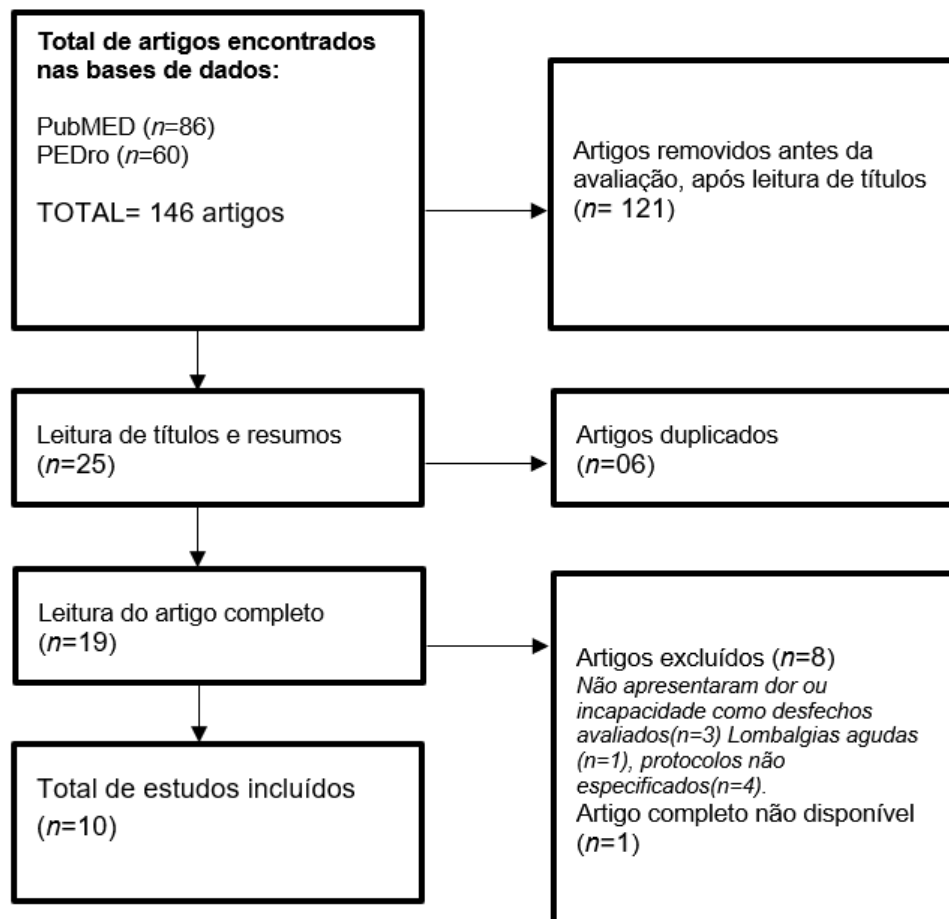 Total de artigos encontrados
nas bases de dados:
PubMED (n=86)
PEDro (n=60)
TOTAL= 146 artigos
Artigos removidos antes da
avaliação, após leitura de títulos
(n= 121)
Leitura de títulos e resumos
(n=25)
Artigos duplicados
(n=06)
Leitura do artigo completo
(n=19)
Artigos excluídos (n=8)
Não apresentaram dor ou
incapacidade como desfechos
avaliados(n=3) Lombalgias agudas
(n=1), protocolos não
especificados(n=4).
Artigo completo não disponível
(n=1)
Total de estudos incluídos
(n=10)